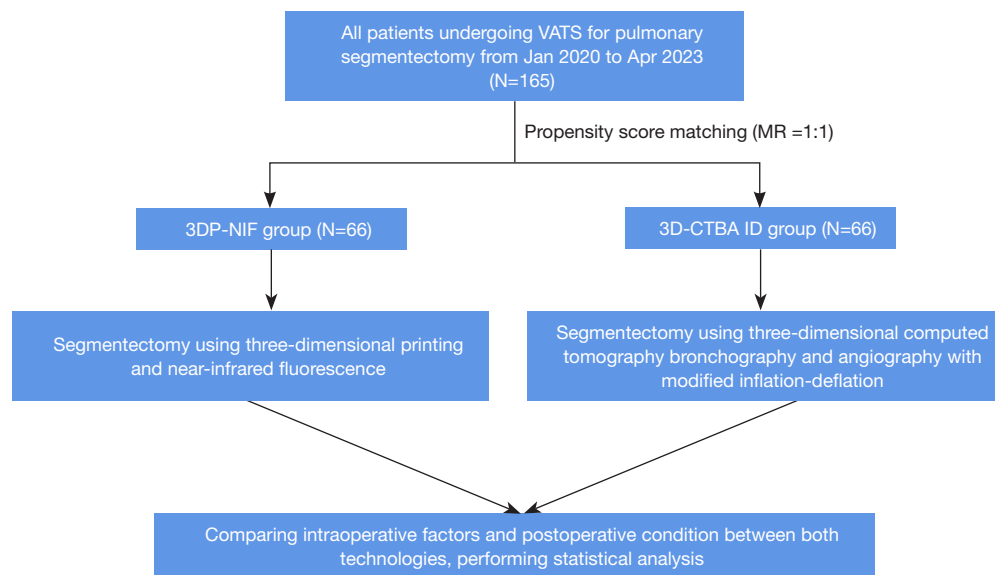 All patients undergoing VATS for pulmonary
segmentectomy from Jan 2020 to Apr 2023
(N=165)
Propensity score matching (MR =1:1)
3DP-NIF group (N=66)
3D-CTBA ID group (N=66)
Segmentectomy using three-dimensional printing
and near-infrared fluorescence
Segmentectomy using three-dimensional computed
tomography bronchography and angiography with
modified inflation-deflation
Comparing intraoperative factors and postoperative condition between both
technologies, performing statistical analysis